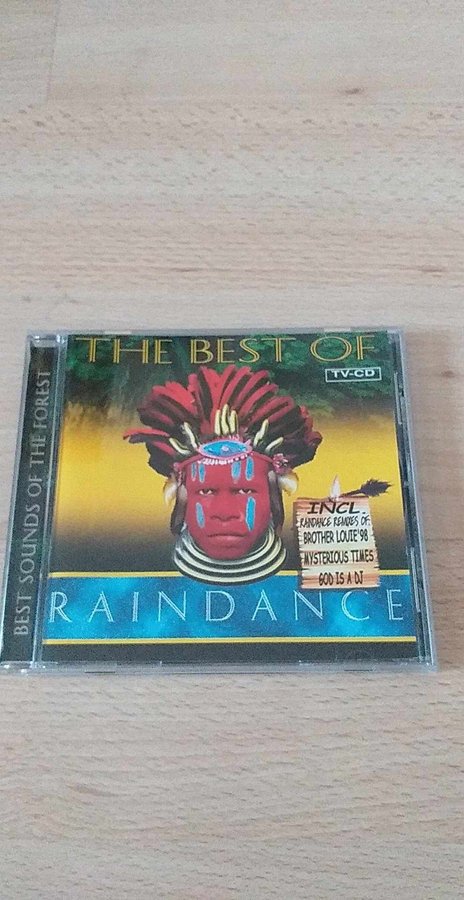 BEST SOUNDS OF THE FOREST
THE BEST OF
TV-CD
INCL.
RAINDANCE REMIXES OF:
BROTHER LOUIE'98
MYSTERIOUS TIMES
GOD IS A DJ
RAINDANCE